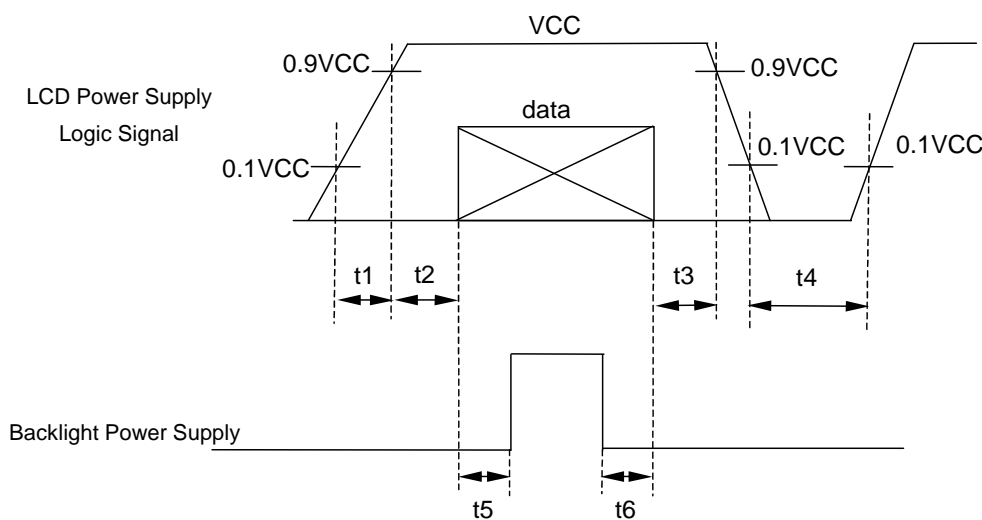 VCC
0.9VCC
0.9VCC
LCD Power Supply
Logic Signal
data
0.1VCC
0.1VCC
0.1VCC
t1
t2
t3
t4
Backlight Power Supply
t5
t6